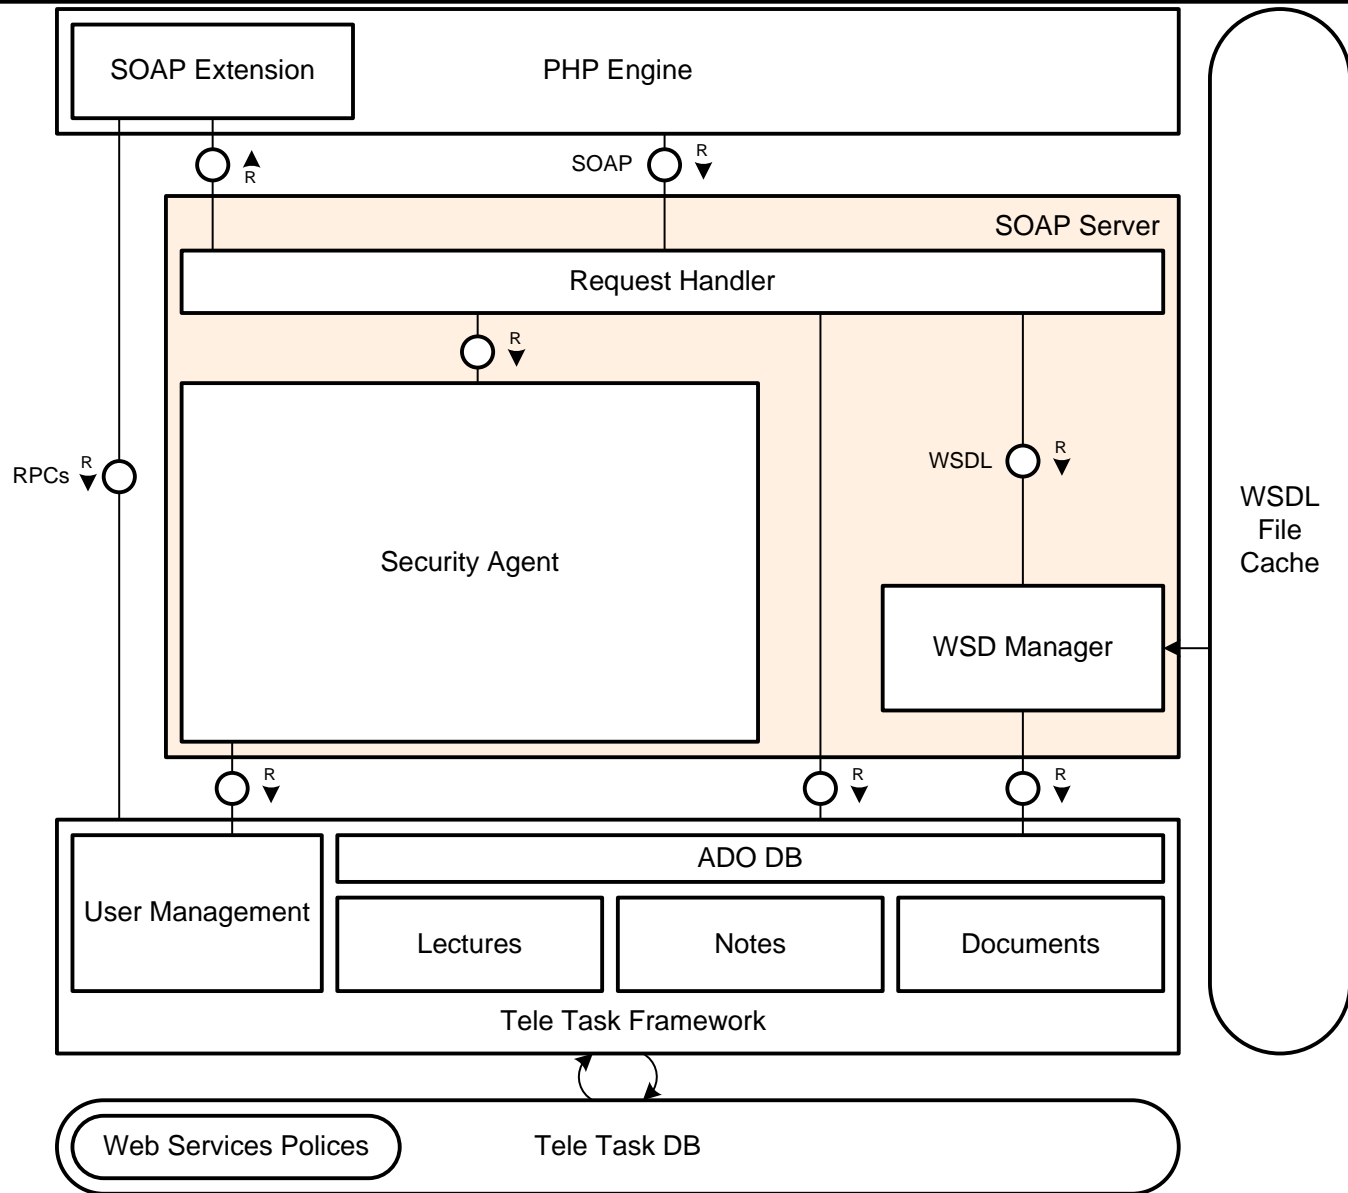 SOAP Extension
PHP Engine
R
SOAP
R
SOAP Server
Request Handler
R
RPCs
R
WSDL
R
Security Agent
WSDL
File
Cache
WSD Manager
R
R
R
ADO DB
User Management
Lectures
Notes
Documents
Tele Task Framework
Web Services Polices
Tele Task DB